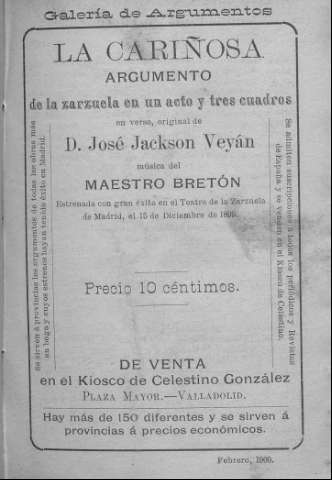 Galería de Argumentos
LA CARIÑOSA
ARGUMENTO
de la zarzuela en un acto y tres cuadros
en verso, original de
D. José Jackson Veyán
música del
MAESTRO BRETÓN
Estrenada con gran éxito en el Teatro de la Zarzuela
de Madrid, el 15 de Diciembre de 1899.
Precio 10 céntimos.
DE VENTA
en el Kiosco de Celestino González
PLAZA MAYOR.—VALLADOLID.
Se sirven á provincias los argumentos de todas las obras más
en boga y cuyos estrenos hayan tenido éxito en Madrid.
Se admiten suscripciones á todos los periódicos y Revistas
de España y se venden en el Kiosco de Celestino.
Hay más de 150 diferentes y se sirven á
provincias á precios económicos.
Febrero, 1900.